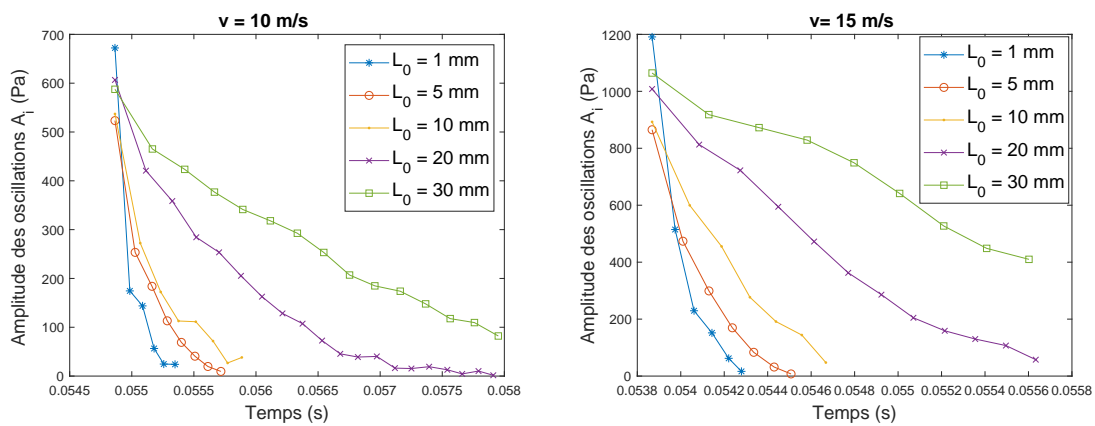 v = 10 m/s
700
600
500
400
300
200
100
0
Amplitude des oscillations A_i (Pa)
0.0545
0.055
0.0555
0.056
0.0565
0.057
0.0575
0.058
Temps (s)
L_0 = 1 mm
L_0 = 5 mm
L_0 = 10 mm
L_0 = 20 mm
L_0 = 30 mm
v= 15 m/s
1200
1000
800
600
400
200
0
Amplitude des oscillations A_i (Pa)
0.0538
0.054
0.0542
0.0544
0.0546
0.0548
0.055
0.0552
0.0554
0.0556
0.0558
Temps (s)
L_0 = 1 mm
L_0 = 5 mm
L_0 = 10 mm
L_0 = 20 mm
L_0 = 30 mm